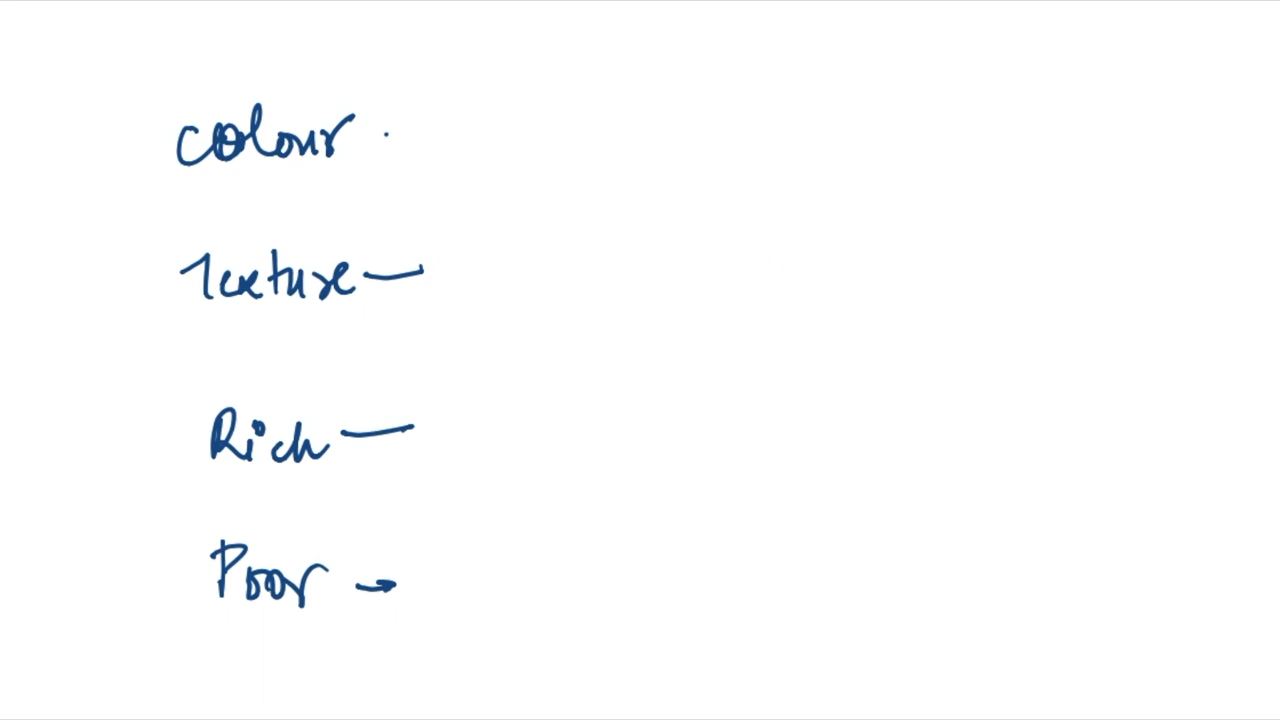 colour .
Texture —
Rich —
Poor →